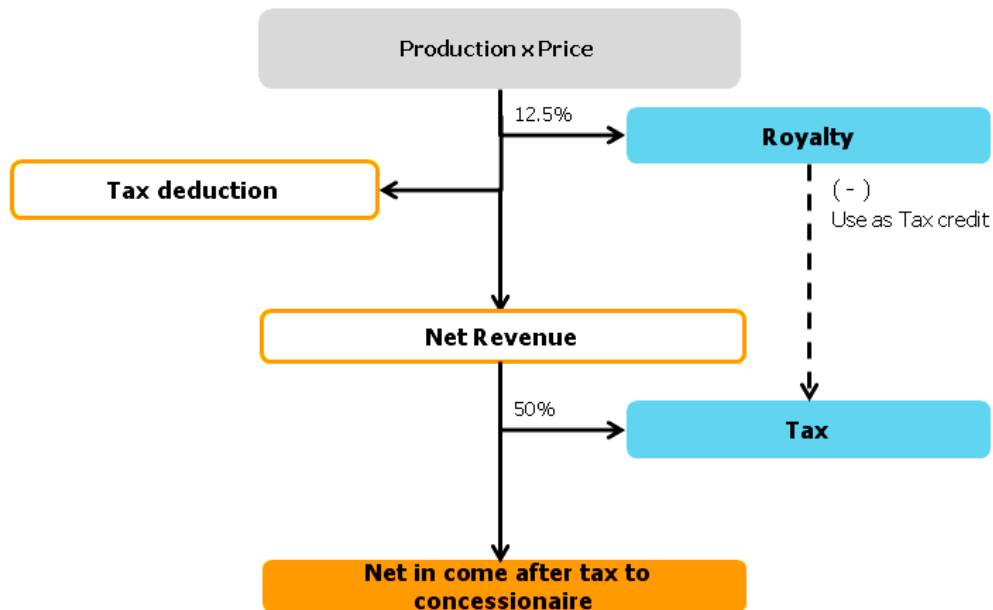 Production x Price
12.5%
Royalty
Tax deduction
( - )
Use as Tax credit
Net Revenue
50%
Tax
Net in come after tax to
concessionaire